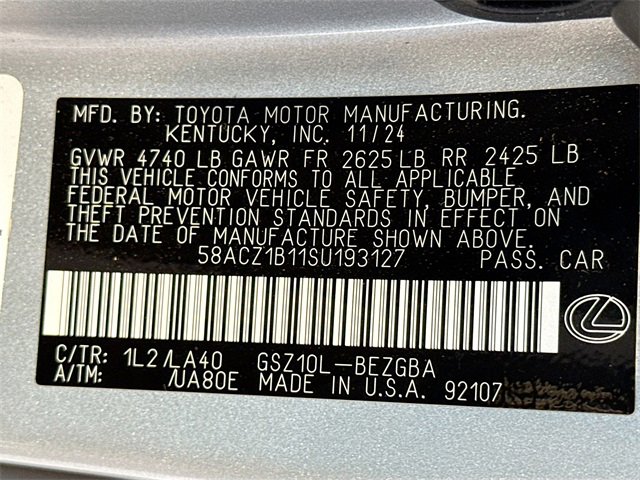 MFD. BY: TOYOTA MOTOR MANUFACTURING.
KENTUCKY, INC. 11/24
GVWR 4740 LB GAWR FR 2625 LB RR 2425 LB
THIS VEHICLE CONFORMS TO ALL APPLICABLE
FEDERAL MOTOR VEHICLE SAFETY, BUMPER, AND
THEFT PREVENTION STANDARDS IN EFFECT ON
THE DATE OF MANUFACTURE SHOWN ABOVE.
58ACZ1B11SU193127 PASS. CAR
C/TR: 1L2/LA40 GSZ10L-BEZGBA
A/TM: /UA80E MADE IN U.S.A. 92107